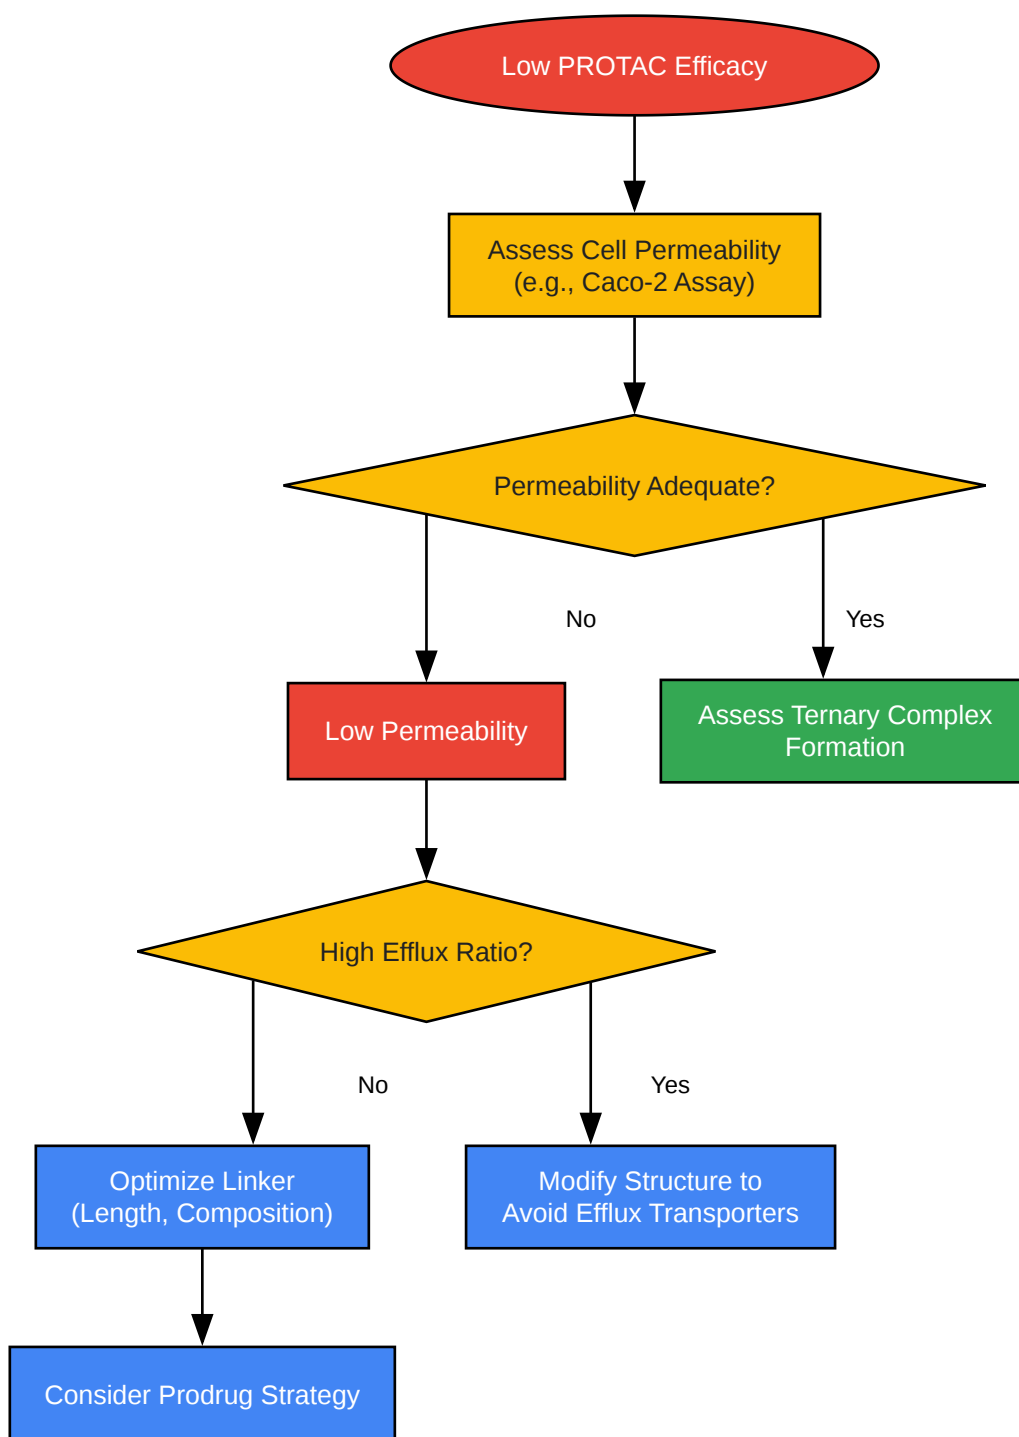 Low PROTAC Efficacy
Assess Cell Permeability
(e.g., Caco-2 Assay)
Permeability Adequate?
No
Yes
Low Permeability
Assess Ternary Complex
Formation
High Efflux Ratio?
No
Yes
Optimize Linker
(Length, Composition)
Modify Structure to
Avoid Efflux Transporters
Consider Prodrug Strategy